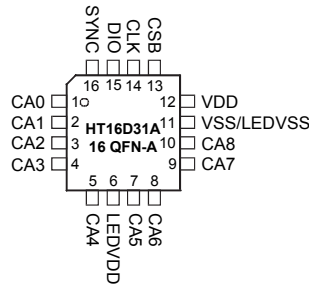 SYNC DIO CLK CSB
16 15 14 13
CA0 1 12 VDD
CA1 2 HT16D31A 11 VSS/LEDVSS
CA2 3 16 QFN-A 10 CA8
CA3 4 9 CA7
5 6 7 8
CA4 LEDVDD CA5 CA6